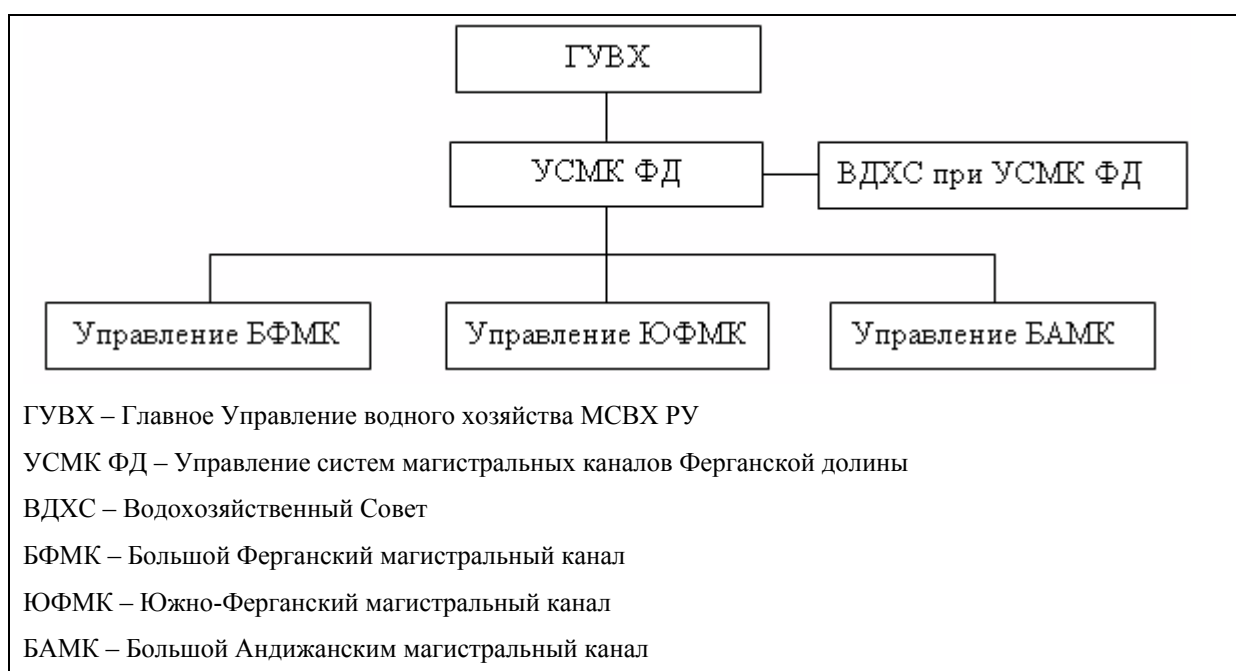 ГУВХ
УСМК ФД
ВДХС при УСМК ФД
Управление БФМК
Управление ЮФМК
Управление БАМК
ГУВХ – Главное Управление водного хозяйства МСВХ РУ
УСМК ФД – Управление систем магистральных каналов Ферганской долины
ВДХС – Водохозяйственный Совет
БФМК – Большой Ферганский магистральный канал
ЮФМК – Южно-Ферганский магистральный канал
БАМК – Большой Андижанским магистральный канал